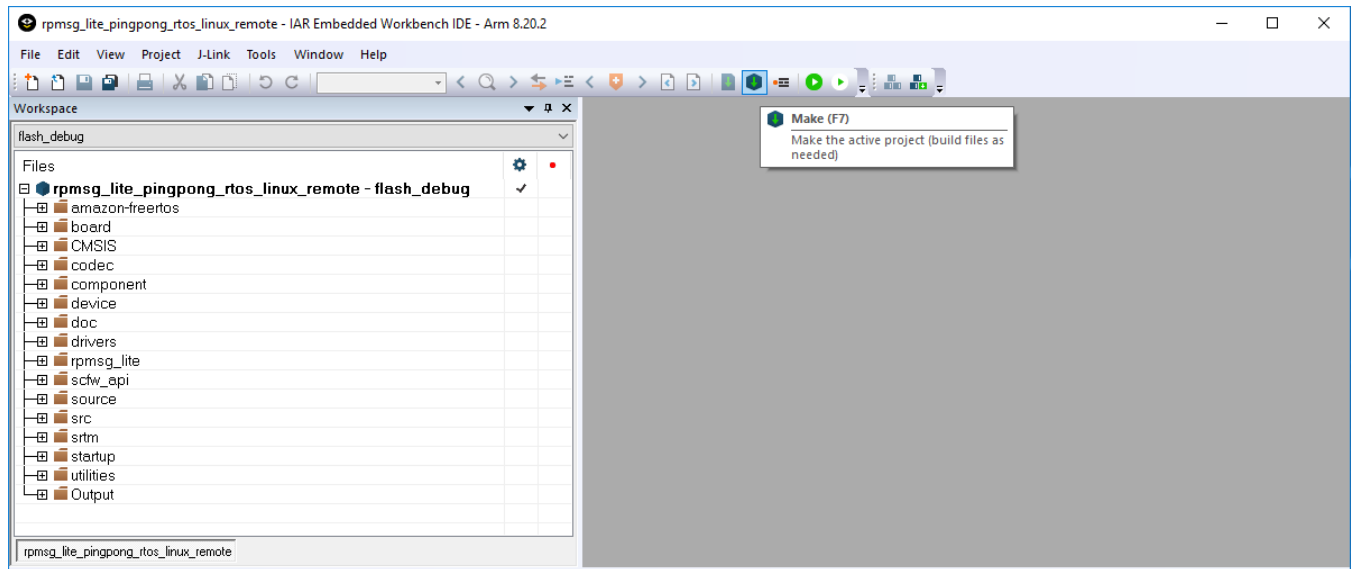 rpmsg_lite_pingpong_rtos_linux_remote - IAR Embedded Workbench IDE - Arm 8.20.2
File Edit View Project J-Link Tools Window Help
Workspace
flash_debug
Files
rpmsg_lite_pingpong_rtos_linux_remote - flash_debug
amazon-freertos
board
CMSIS
codec
component
device
doc
drivers
rpmsg_lite
scfw_api
source
src
srtm
startup
utilities
Output
rpmsg_lite_pingpong_rtos_linux_remote
Make (F7)
Make the active project (build files as
needed)